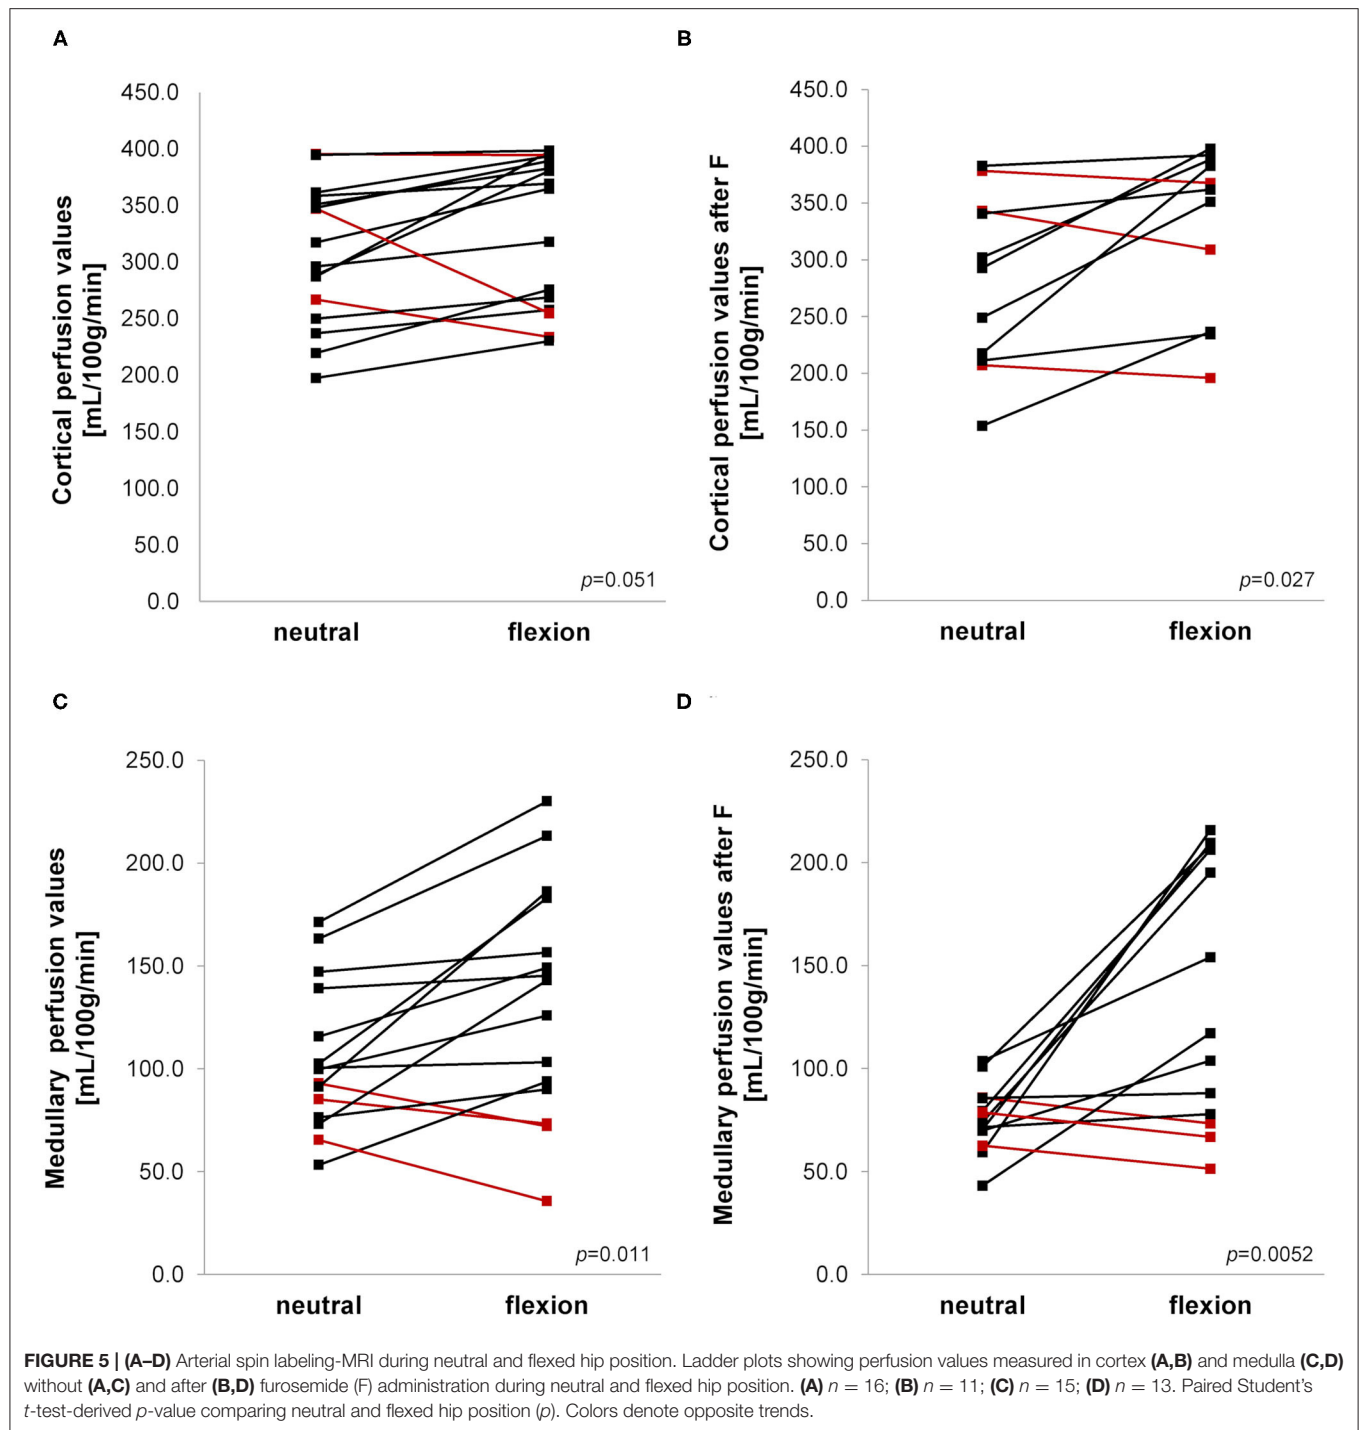 A
Cortical perfusion values
[mL/100g/min]
450.0
400.0
350.0
300.0
250.0
200.0
150.0
100.0
50.0
0.0
p=0.051
neutral flexion
B
Cortical perfusion values after F
[mL/100g/min]
450.0
400.0
350.0
300.0
250.0
200.0
150.0
100.0
50.0
0.0
p=0.027
neutral flexion
C
Medullary perfusion values
[mL/100g/min]
250.0
200.0
150.0
100.0
50.0
0.0
p=0.011
neutral flexion
D
Medullary perfusion values after F
[mL/100g/min]
250.0
200.0
150.0
100.0
50.0
0.0
p=0.0052
neutral flexion
FIGURE 5 | (A–D) Arterial spin labeling-MRI during neutral and flexed hip position. Ladder plots showing perfusion values measured in cortex (A,B) and medulla (C,D)
without (A,C) and after (B,D) furosemide (F) administration during neutral and flexed hip position. (A) n = 16; (B) n = 11; (C) n = 15; (D) n = 13. Paired Student's
t-test-derived p-value comparing neutral and flexed hip position (p). Colors denote opposite trends.